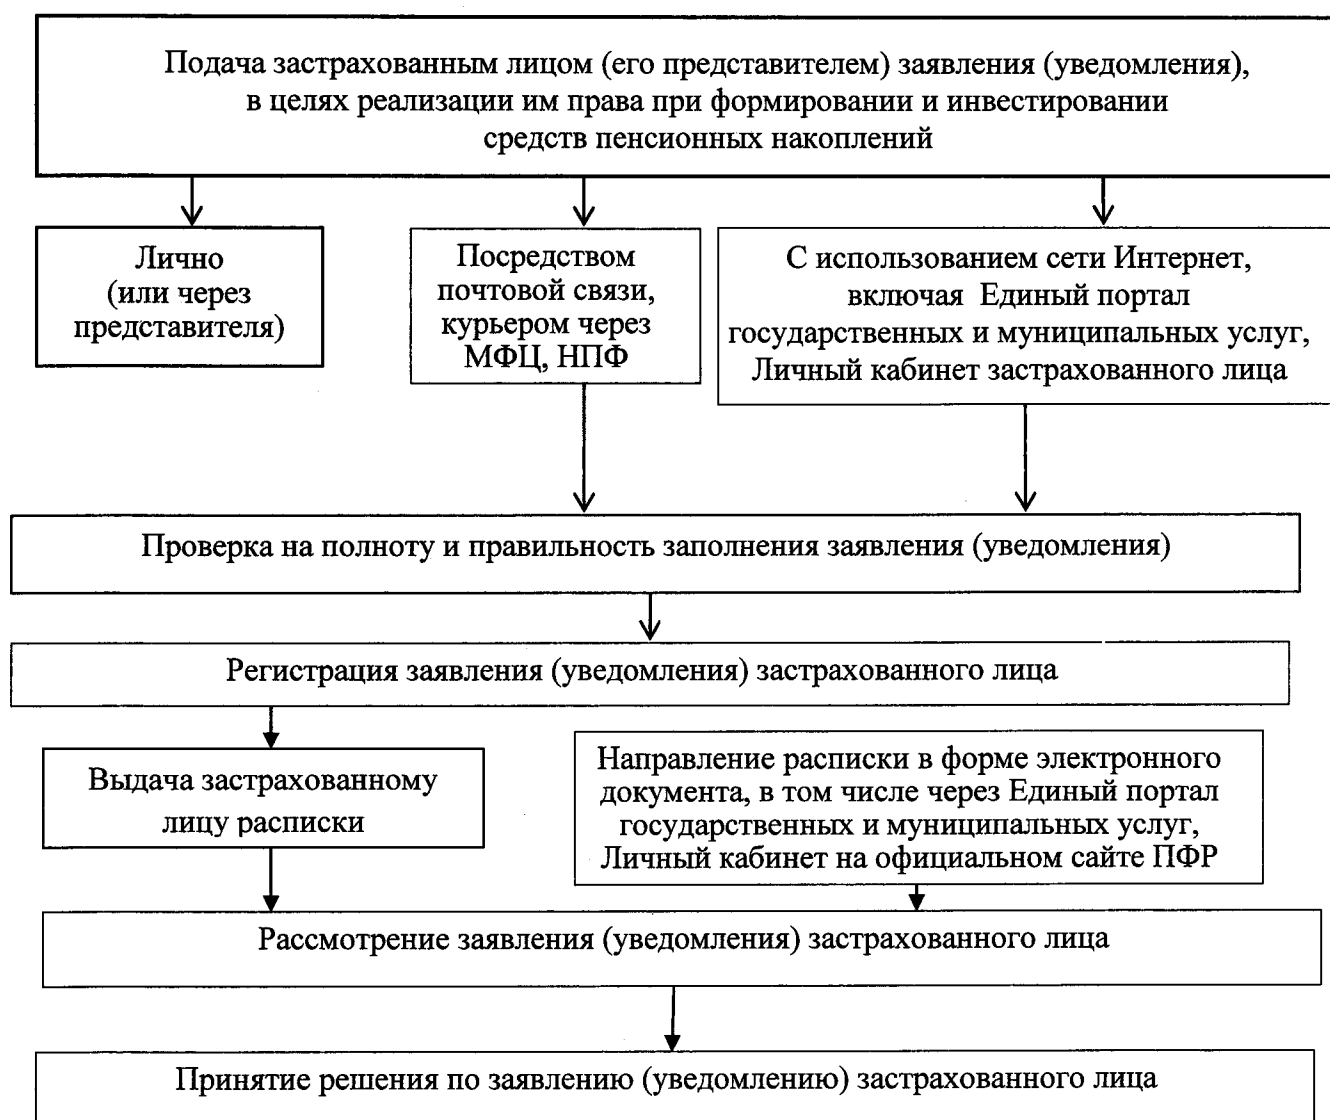 Подача застрахованным лицом (его представителем) заявления (уведомления),
в целях реализации им права при формировании и инвестировании
средств пенсионных накоплений
Лично
(или через
представителя)
Посредством
почтовой связи,
курьером через
МФЦ, НПФ
С использованием сети Интернет,
включая Единый портал
государственных и муниципальных услуг,
Личный кабинет застрахованного лица
Проверка на полноту и правильность заполнения заявления (уведомления)
Регистрация заявления (уведомления) застрахованного лица
Выдача застрахованному
лицу расписки
Направление расписки в форме электронного
документа, в том числе через Единый портал
государственных и муниципальных услуг,
Личный кабинет на официальном сайте ПФР
Рассмотрение заявления (уведомления) застрахованного лица
Принятие решения по заявлению (уведомлению) застрахованного лица